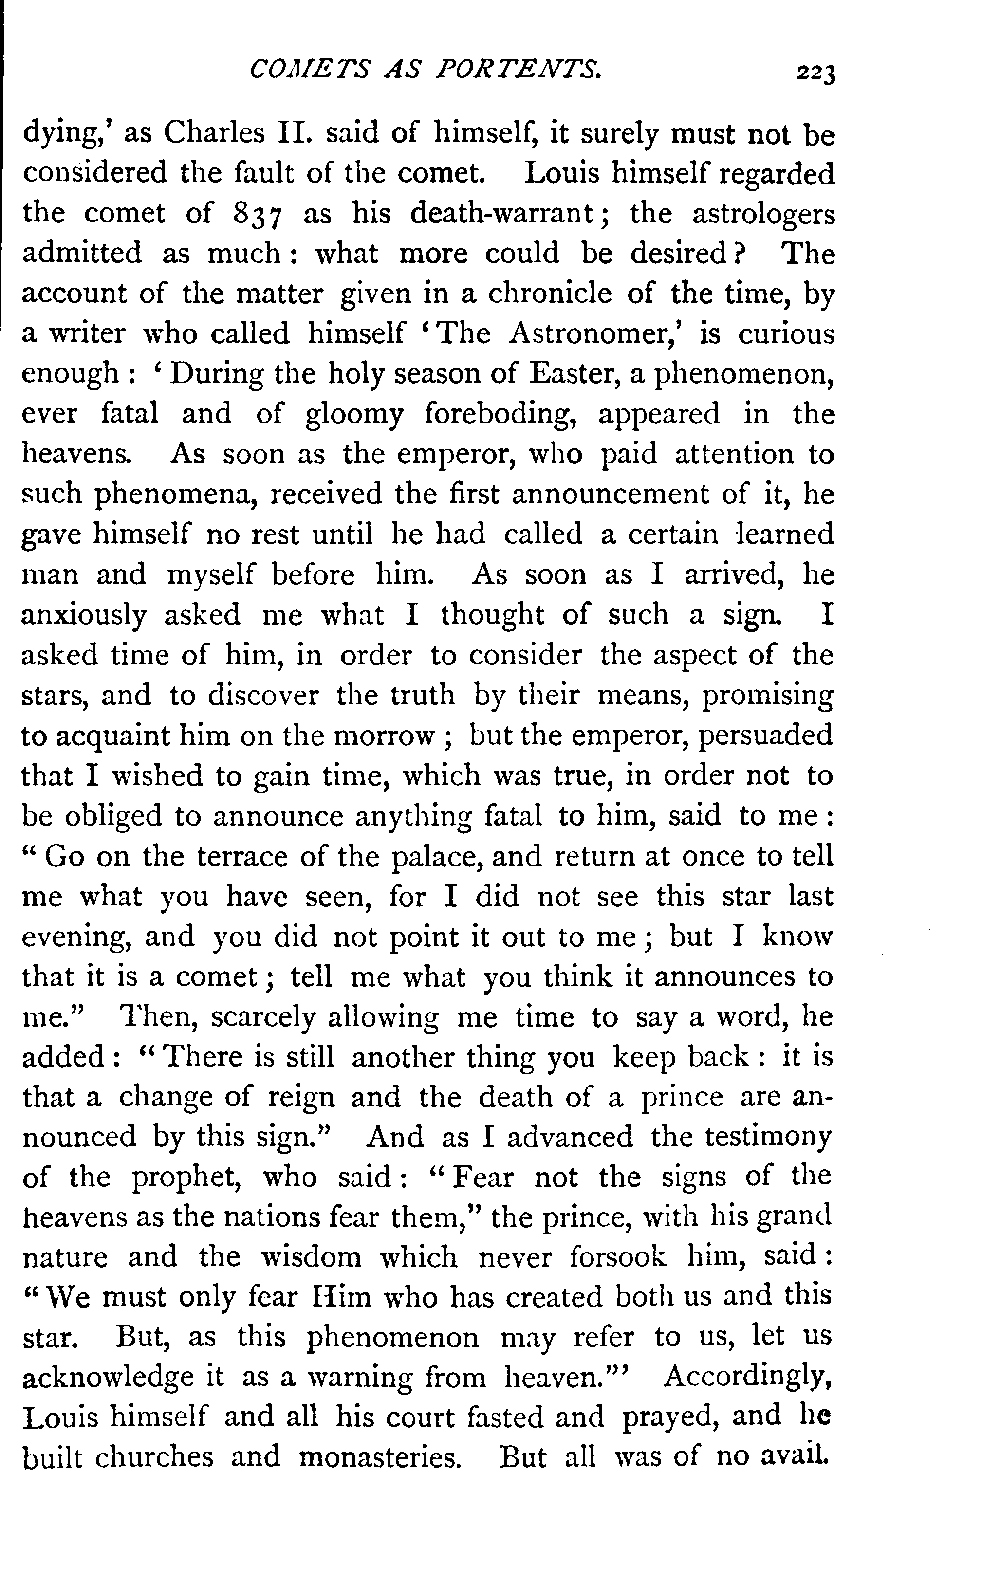 COMETS AS PORTENTS. 223
dying,’ as Charles II. said of himself, it surely must not be
considered the fault of the comet. Louis himself regarded
the comet of 837 as his death-warrant; the astrologers
admitted as much: what more could be desired? The
account of the matter given in a chronicle of the time, by
a writer who called himself ‘The Astronomer,’ is curious
enough: ‘During the holy season of Easter, a phenomenon,
ever fatal and of gloomy foreboding, appeared in the
heavens. As soon as the emperor, who paid attention to
such phenomena, received the first announcement of it, he
gave himself no rest until he had called a certain learned
man and myself before him. As soon as I arrived, he
anxiously asked me what I thought of such a sign. I
asked time of him, in order to consider the aspect of the
stars, and to discover the truth by their means, promising
to acquaint him on the morrow; but the emperor, persuaded
that I wished to gain time, which was true, in order not to
be obliged to announce anything fatal to him, said to me:
“Go on the terrace of the palace, and return at once to tell
me what you have seen, for I did not see this star last
evening, and you did not point it out to me; but I know
that it is a comet; tell me what you think it announces to
me.” Then, scarcely allowing me time to say a word, he
added: “There is still another thing you keep back: it is
that a change of reign and the death of a prince are an-
nounced by this sign.” And as I advanced the testimony
of the prophet, who said: “Fear not the signs of the
heavens as the nations fear them,” the prince, with his grand
nature and the wisdom which never forsook him, said:
“We must only fear Him who has created both us and this
star. But, as this phenomenon may refer to us, let us
acknowledge it as a warning from heaven.”’ Accordingly,
Louis himself and all his court fasted and prayed, and he
built churches and monasteries. But all was of no avail.